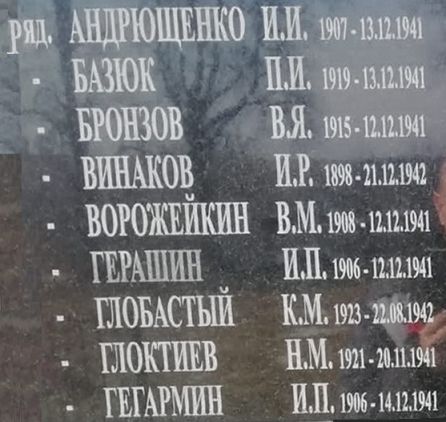 ряд. АНДРЮЩЕНКО И.И. 1907 - 13.12.1941
- БАЗЮК П.И. 1919 - 13.12.1941
- БРОНЗОВ В.Я. 1915 - 12.12.1941
- ВИНАКОВ И.Р. 1898 - 21.12.1942
- ВОРОЖЕЙКИН В.М. 1908 - 12.12.1941
- ГЕРАШИН И.П. 1906 - 12.12.1941
- ГЛОБАСТЫЙ К.М. 1923 - 22.08.1942
- ГЛОКТИЕВ Н.М. 1921 - 20.11.1941
- ГЕГАРМИН И.П. 1906 - 14.12.1941